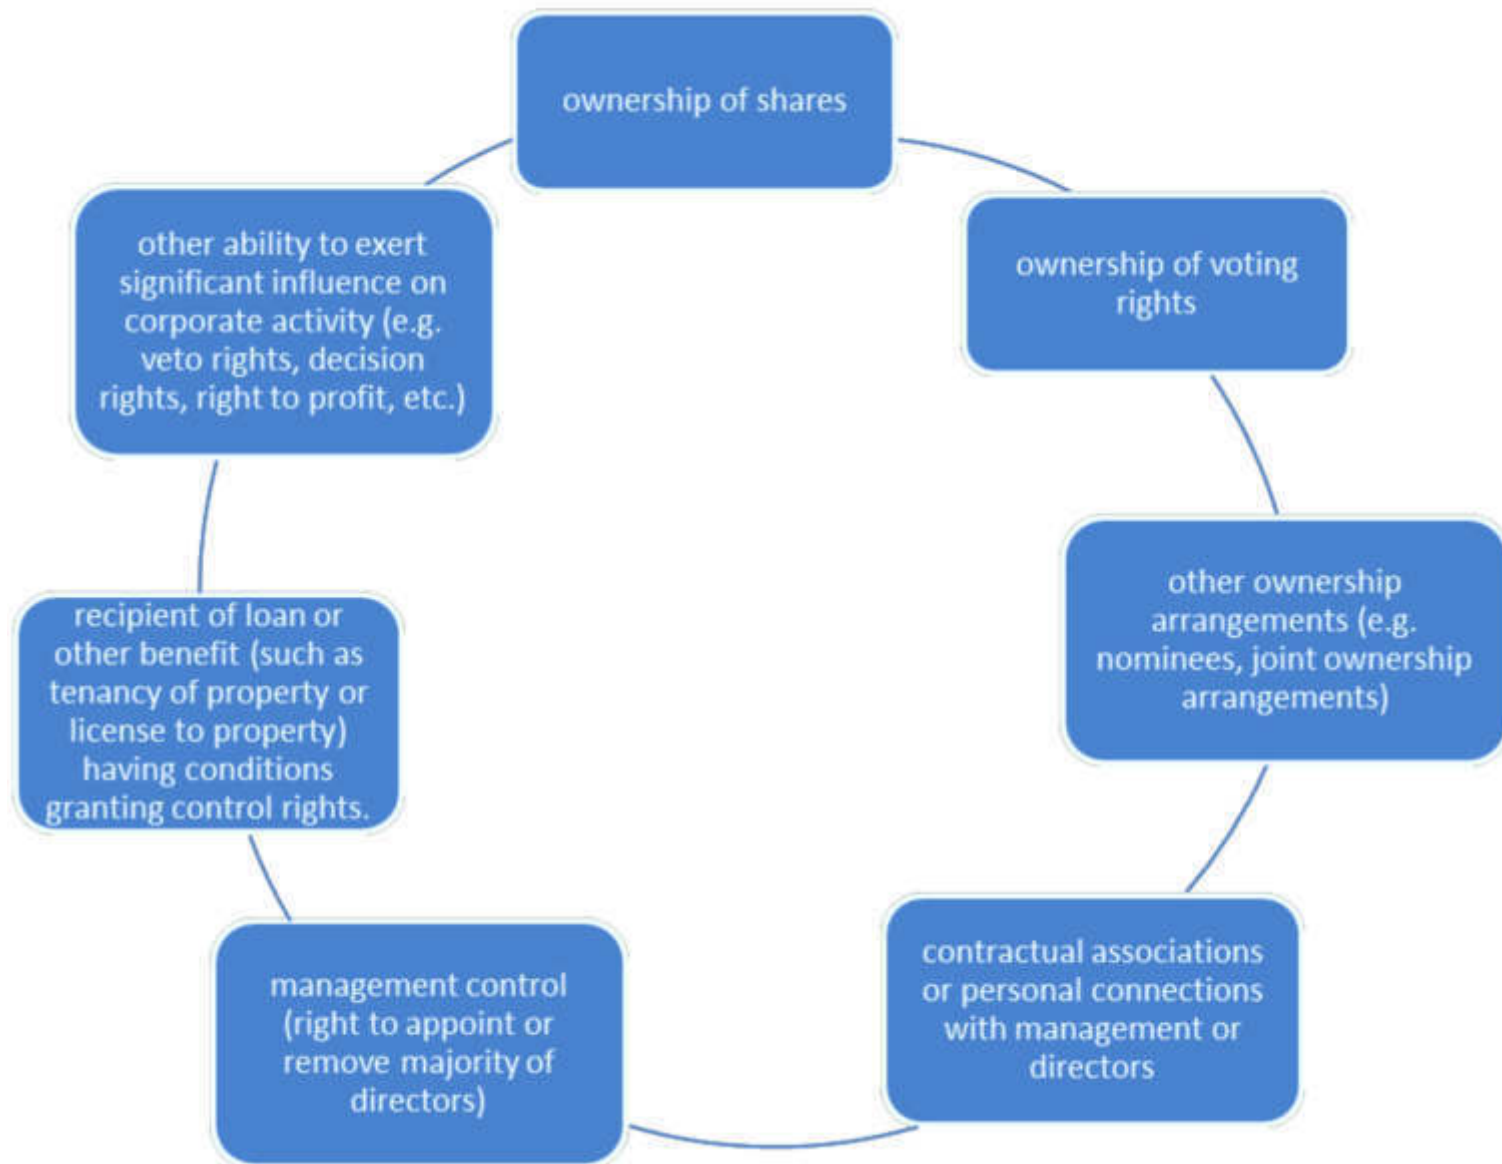 ownership of shares
ownership of voting
rights
other ownership
arrangements (e.g.
nominees, joint ownership
arrangements)
contractual associations
or personal connections
with management or
directors
management control
(right to appoint or
remove majority of
directors)
recipient of loan or
other benefit (such as
tenancy of property or
license to property)
having conditions
granting control rights.
other ability to exert
significant influence on
corporate activity (e.g.
veto rights, decision
rights, right to profit, etc.)